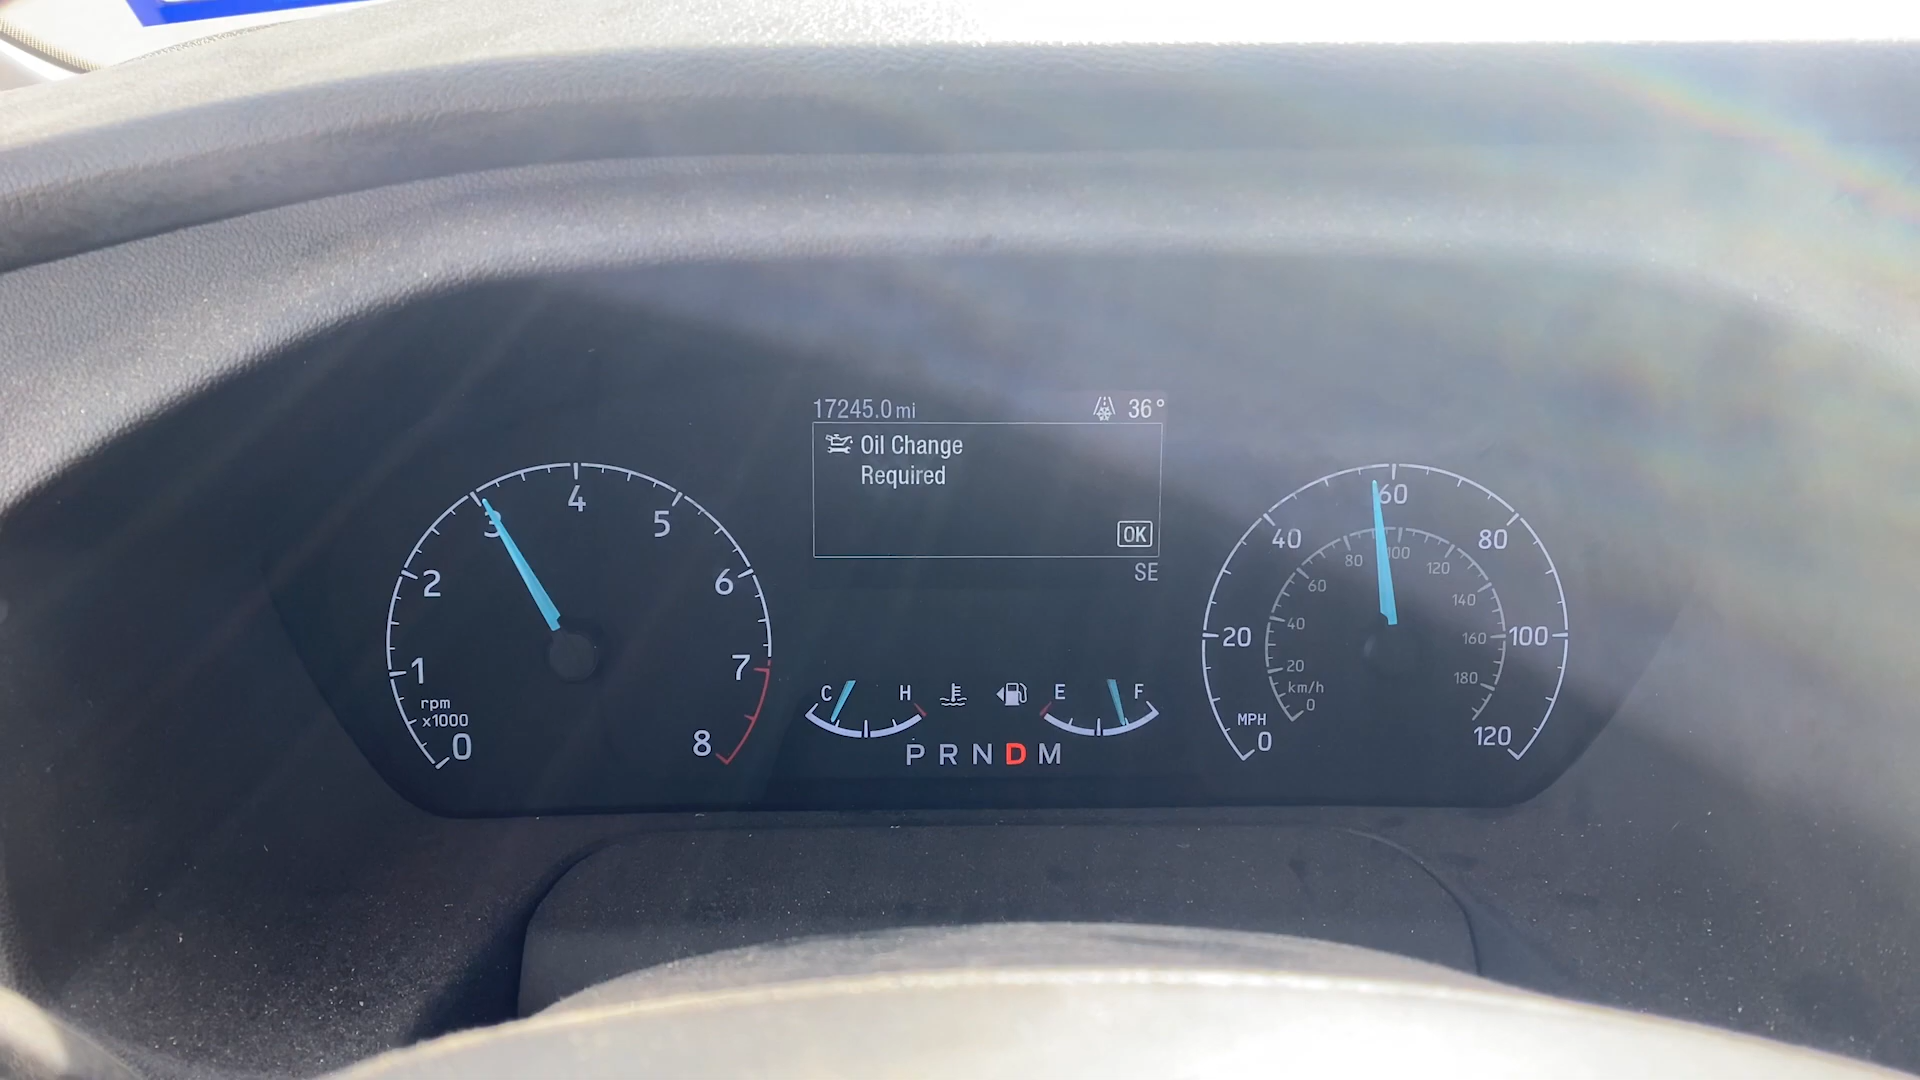 17245.0 mi 36°
Oil Change
Required
OK
SE
0 1 2 3 4 5 6 7 8
rpm
x1000
C H E F
P R N D M
0 20 40 60 80 100 120
MPH
0 20 40 60 80 100 120 140 160 180
km/h